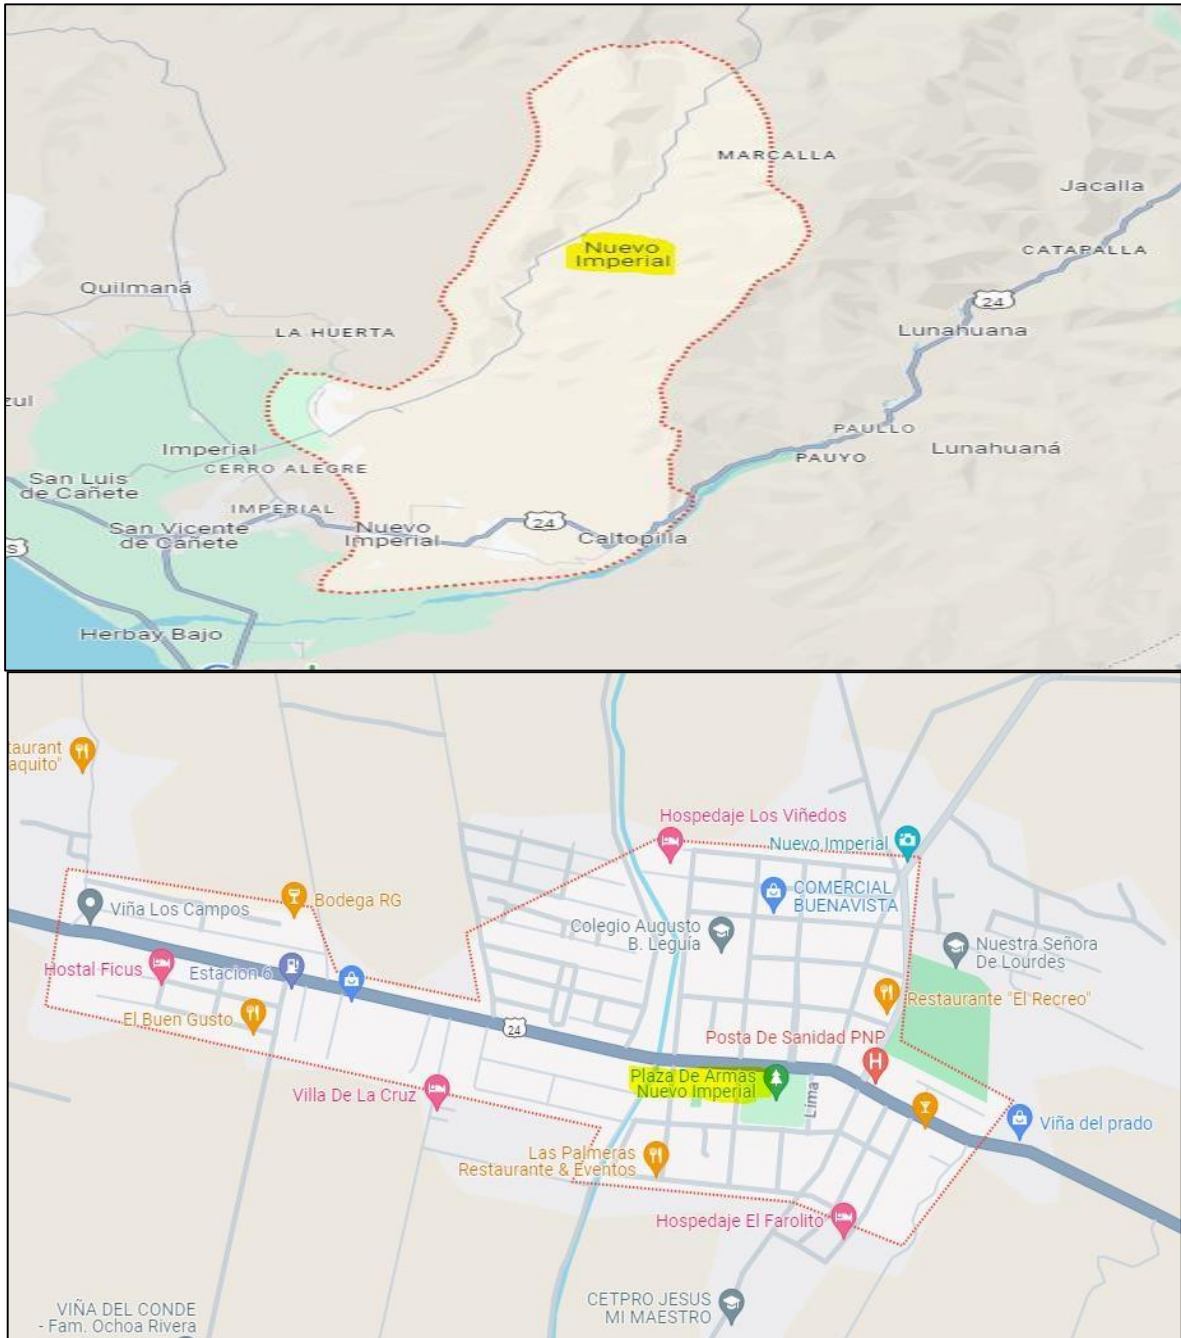 MARCALLA
Jacalla
Nuevo
Imperial
CATAPALLA
Quilmaná
24
LA HUERTA
Lunahuana
zul
PAULLO
Imperial
Lunahuaná
PAUYO
CERRO ALEGRE
San Luis
de Cañete
IMPERIAL
San Vicente
de Cañete
Nuevo
Imperial
24
Caltopilla
s
Herbay Bajo
taurant
aquito"
Hospedaje Los Viñedos
Nuevo Imperial
COMERCIAL
BUENAVISTA
Bodega RG
Viña Los Campos
Colegio Augusto
B. Leguía
Nuestra Señora
De Lourdes
Hostal Ficus
Estacion 6
Restaurante "El Recreo"
El Buen Gusto
24
Posta De Sanidad PNP
H
Plaza De Armas
Nuevo Imperial
Lima
Villa De La Cruz
Viña del prado
Las Palmeras
Restaurante & Eventos
Hospedaje El Farolito
CETPRO JESUS
MI MAESTRO
VIÑA DEL CONDE
- Fam. Ochoa Rivera